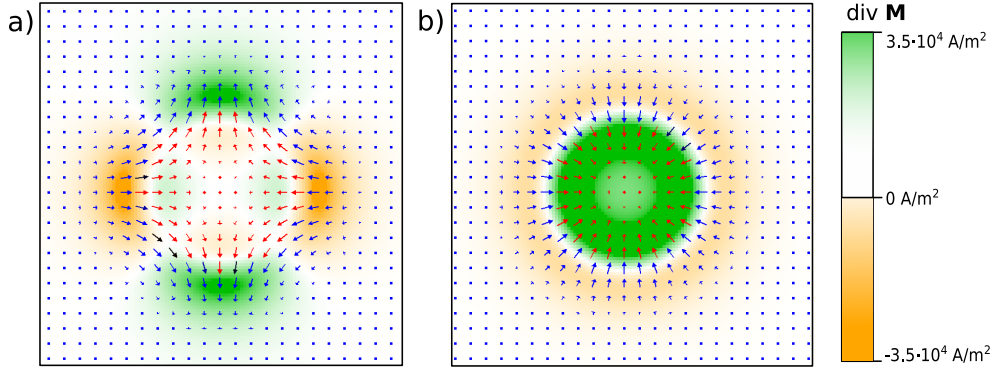 a)
b)
div M
3.5·10⁴ A/m²
0 A/m²
-3.5·10⁴ A/m²